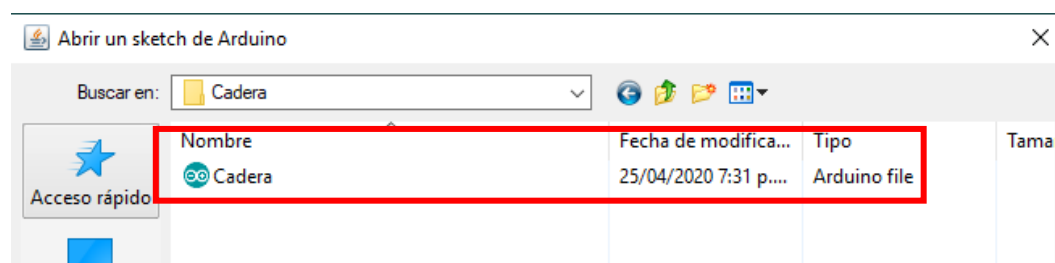 Abrir un sketch de Arduino
Buscar en: Cadera
Nombre Fecha de modifica... Tipo Tama
Cadera 25/04/2020 7:31 p.... Arduino file
Acceso rápido